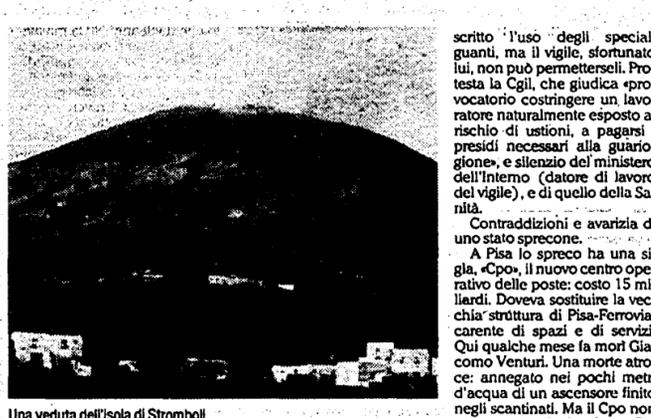 scritto l'uso degli special
guanti, ma il vigile, sfortunato
lui, non può permetterseli. Pro
testa la Cgil, che giudica «pro
vocatorio costringere un lavo
ratore naturalmente esposto a
rischio di ustioni, a pagarsi
presidi necessari alla guario
gione», e silenzio del ministero
dell'Interno (datore di lavoro
del vigile), e di quello della Sa
nità.
Contraddizioni e avarizia d
uno stato sprecone.
A Pisa lo spreco ha una si
gla, «Cpo», il nuovo centro ope
rativo delle poste: costo 15 mi
liardi. Doveva sostituire la vec
chia struttura di Pisa-Ferrovia
carente di spazi e di servizi
Qui qualche mese fa morì Gia
como Venturi. Una morte atro
ce: annegato nei pochi metr
d'acqua di un ascensore finito
negli scantinati. Ma il Cpo non
Una veduta dell'isola di Stromboli